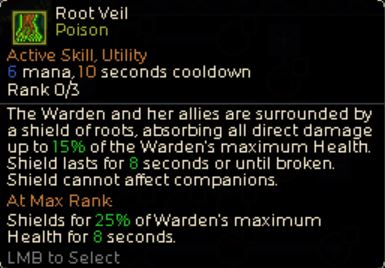 Root Veil
Poison
Active Skill, Utility
6 mana, 10 seconds cooldown
Rank 0/3
The Warden and her allies are surrounded by
a shield of roots, absorbing all direct damage
up to 15% of the Warden's maximum Health.
Shield lasts for 8 seconds or until broken.
Shield cannot affect companions.
At Max Rank:
Shields for 25% of Warden's maximum
Health for 8 seconds.
LMB to Select